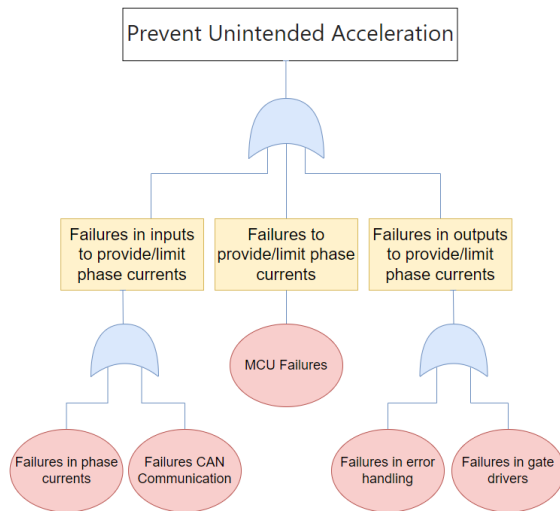 Prevent Unintended Acceleration
Failures in inputs
to provide/limit
phase currents
Failures to
provide/limit phase
currents
Failures in outputs
to provide/limit
phase currents
MCU Failures
Failures in phase
currents
Failures CAN
Communication
Failures in error
handling
Failures in gate
drivers